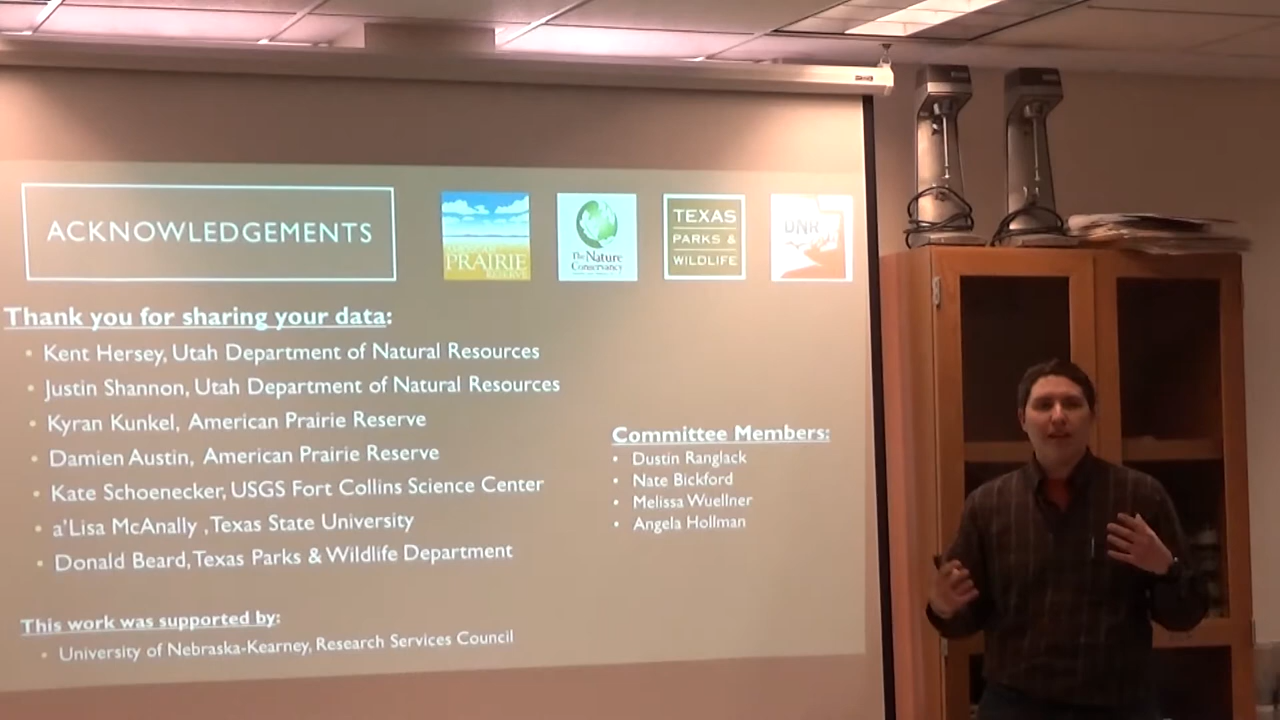 ACKNOWLEDGEMENTS
PRAIRIE
RESERVE
The Nature
Conservancy
TEXAS
PARKS &
WILDLIFE
DNR
Thank you for sharing your data:
• Kent Hersey, Utah Department of Natural Resources
• Justin Shannon, Utah Department of Natural Resources
• Kyran Kunkel, American Prairie Reserve
• Damien Austin, American Prairie Reserve
• Kate Schoenecker, USGS Fort Collins Science Center
• a'Lisa McAnally , Texas State University
• Donald Beard, Texas Parks & Wildlife Department
Committee Members:
• Dustin Ranglack
• Nate Bickford
• Melissa Wuellner
• Angela Hollman
This work was supported by:
• University of Nebraska-Kearney, Research Services Council